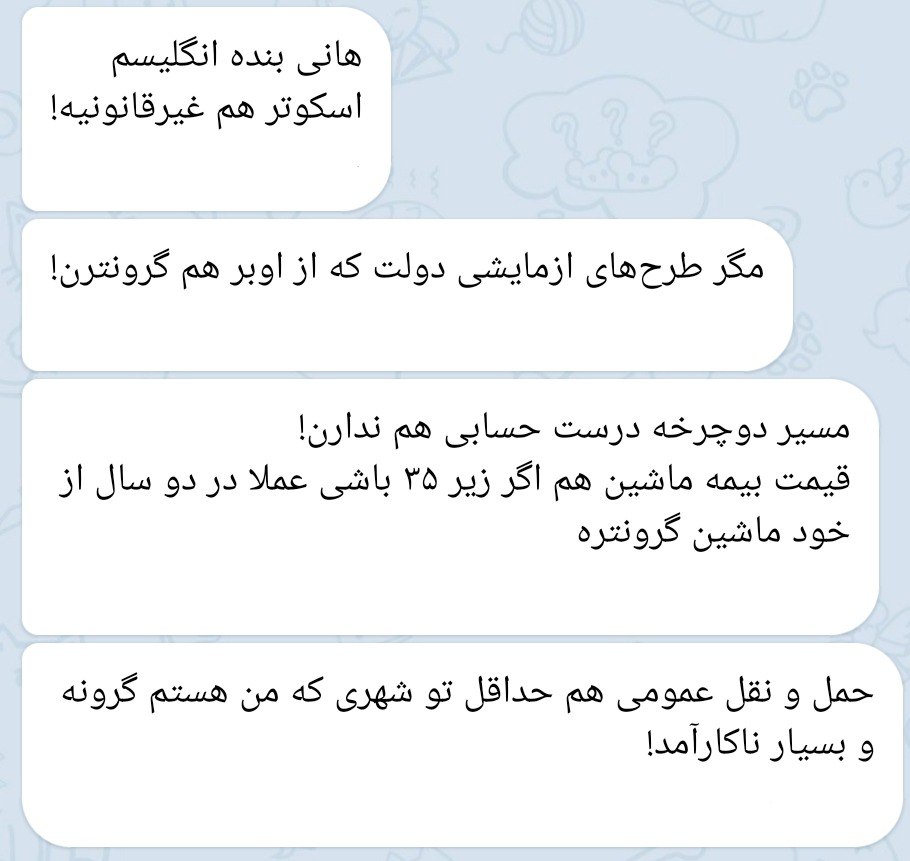 هانی بنده انگلیسم
اسکوتر هم غیرقانونیه!
مگر طرح‌های ازمایشی دولت که از اوبر هم گرونترن!
مسیر دوچرخه درست حسابی هم ندارن!
قیمت بیمه ماشین هم اگر زیر ۳۵ باشی عملا در دو سال از
خود ماشین گرونتره
حمل و نقل عمومی هم حداقل تو شهری که من هستم گرونه
و بسیار ناکارآمد!